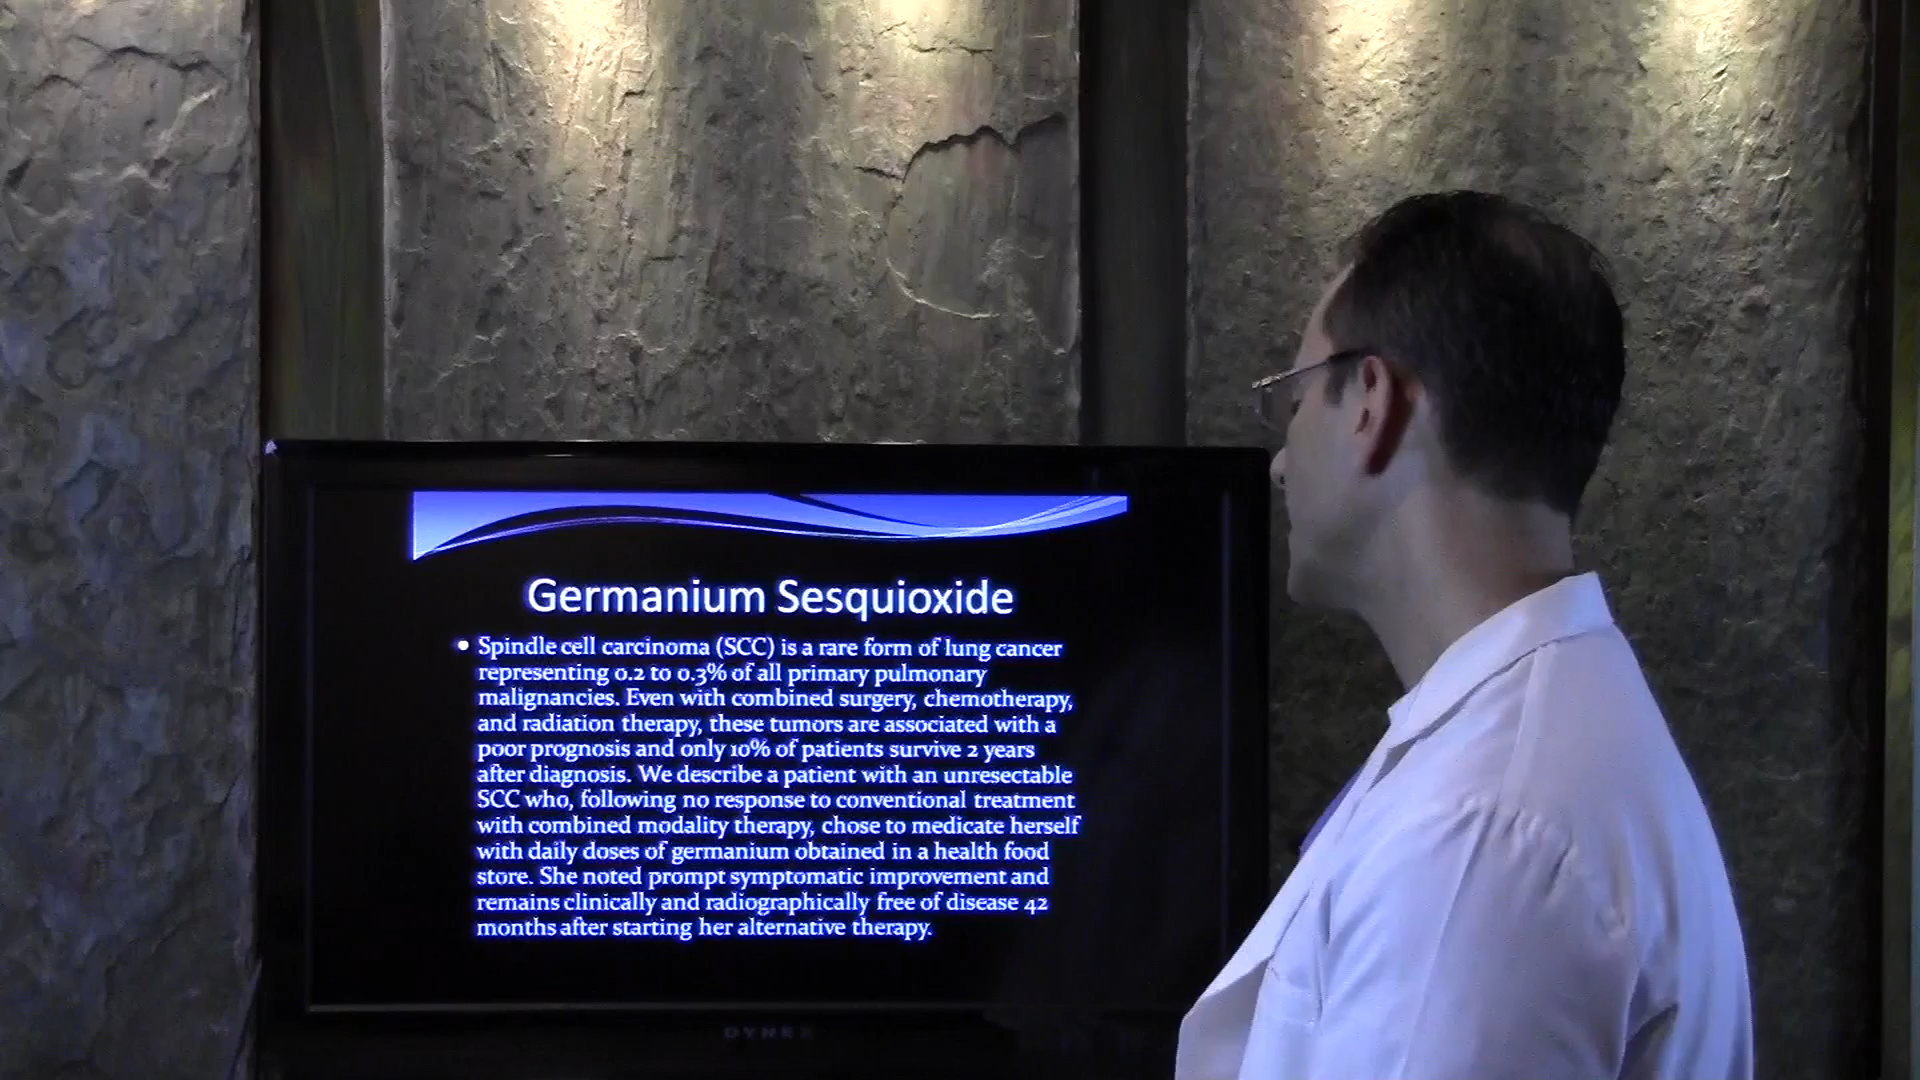 Germanium Sesquioxide
• Spindle cell carcinoma (SCC) is a rare form of lung cancer
representing 0.2 to 0.3% of all primary pulmonary
malignancies. Even with combined surgery, chemotherapy,
and radiation therapy, these tumors are associated with a
poor prognosis and only 10% of patients survive 2 years
after diagnosis. We describe a patient with an unresectable
SCC who, following no response to conventional treatment
with combined modality therapy, chose to medicate herself
with daily doses of germanium obtained in a health food
store. She noted prompt symptomatic improvement and
remains clinically and radiographically free of disease 42
months after starting her alternative therapy.
DYNEX